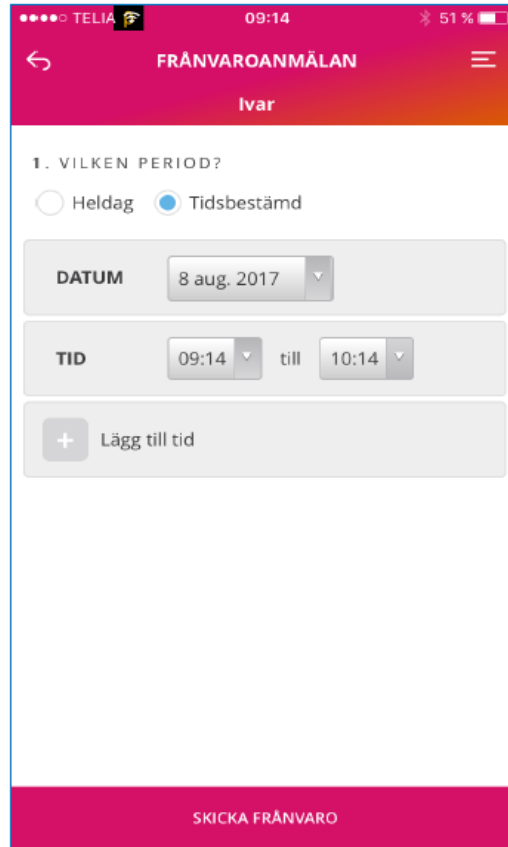 TELIA 09:14 51 %
FRÅNVAROANMÄLAN
Ivar
1. VILKEN PERIOD?
Heldag Tidsbestämd
DATUM 8 aug. 2017
TID 09:14 till 10:14
+ Lägg till tid
SKICKA FRÅNVARO